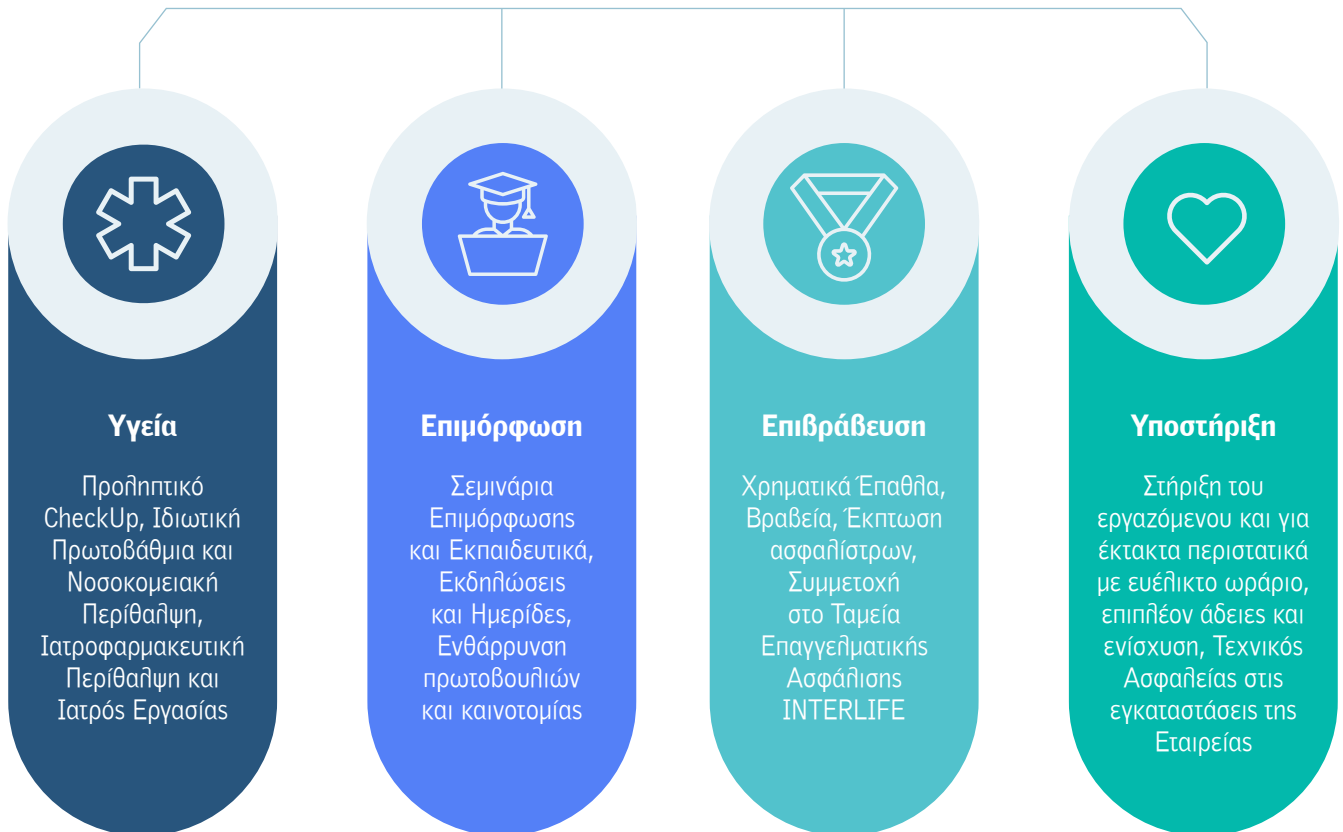 Υγεία
Προληπτικό
CheckUp, Ιδιωτική
Πρωτοβάθμια και
Νοσοκομειακή
Περίθαλψη,
Ιατροφαρμακευτική
Περίθαλψη και
Ιατρός Εργασίας
Επιμόρφωση
Σεμινάρια
Επιμόρφωσης
και Εκπαιδευτικά,
Εκδηλώσεις
και Ημερίδες,
Ενθάρρυνση
πρωτοβουλιών
και καινοτομίας
Επιβράβευση
Χρηματικά Έπαθλα,
Βραβεία, Έκπτωση
ασφαλίστρων,
Συμμετοχή
στο Ταμεία
Επαγγελματικής
Ασφάλισης
INTERLIFE
Υποστήριξη
Στήριξη του
εργαζόμενου και για
έκτακτα περιστατικά
με ευέλικτο ωράριο,
επιπλέον άδειες και
ενίσχυση, Τεχνικός
Ασφαλείας στις
εγκαταστάσεις της
Εταιρείας